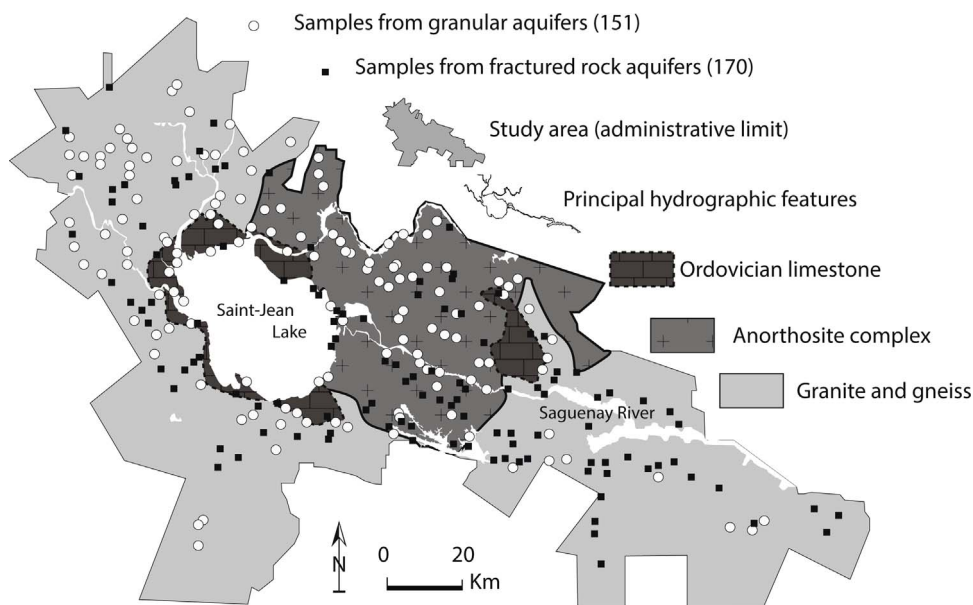 Samples from granular aquifers (151)
Samples from fractured rock aquifers (170)
Study area (administrative limit)
Principal hydrographic features
Ordovician limestone
Saint-Jean
Lake
Anorthosite complex
Granite and gneiss
Saguenay River
N
0 20
Km